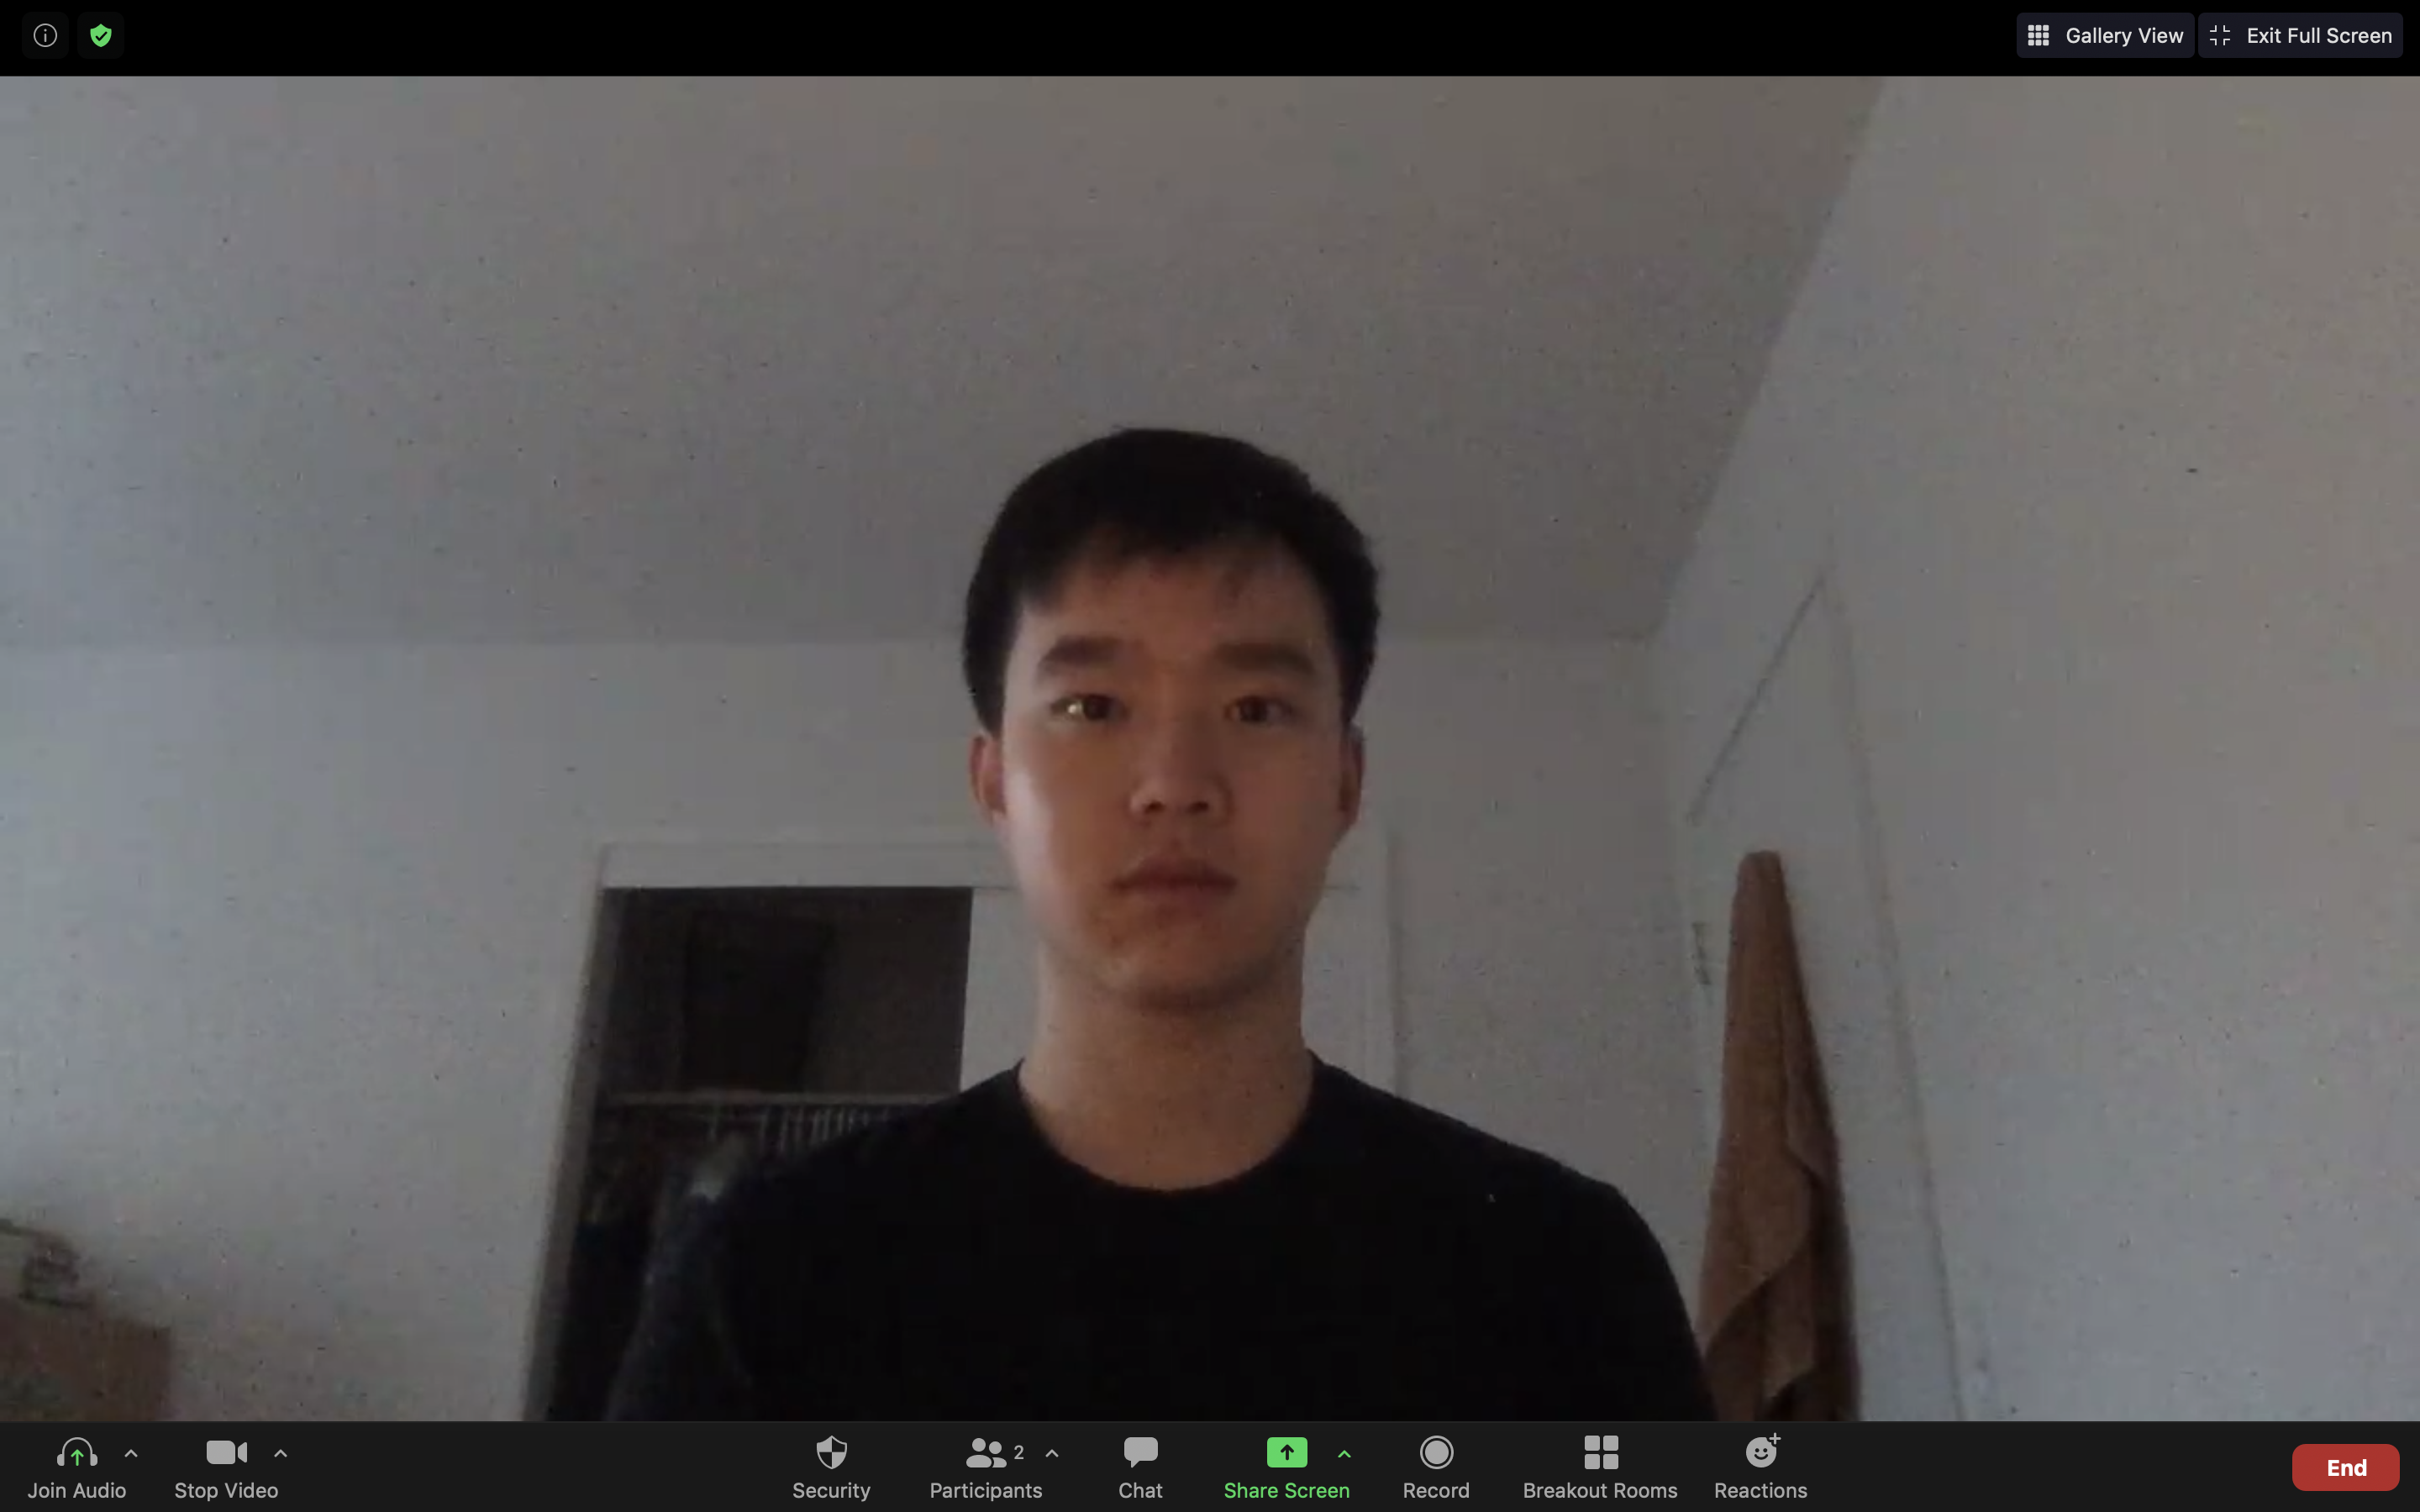 Gallery View
Exit Full Screen
Join Audio
Stop Video
Security
2
Participants
Chat
Share Screen
Record
Breakout Rooms
Reactions
End